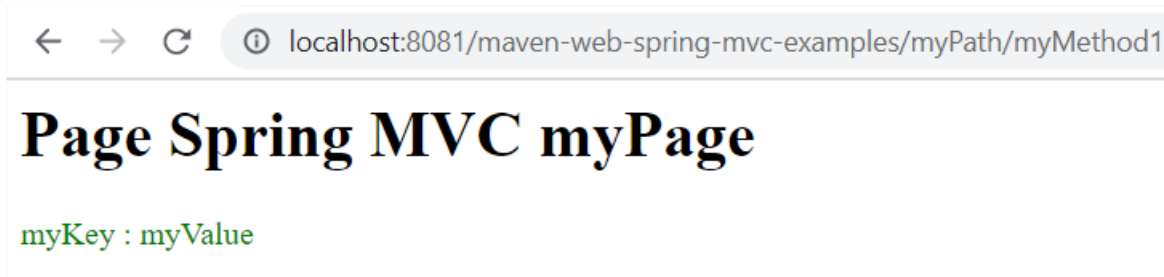 localhost:8081/maven-web-spring-mvc-examples/myPath/myMethod1
Page Spring MVC myPage
myKey : myValue